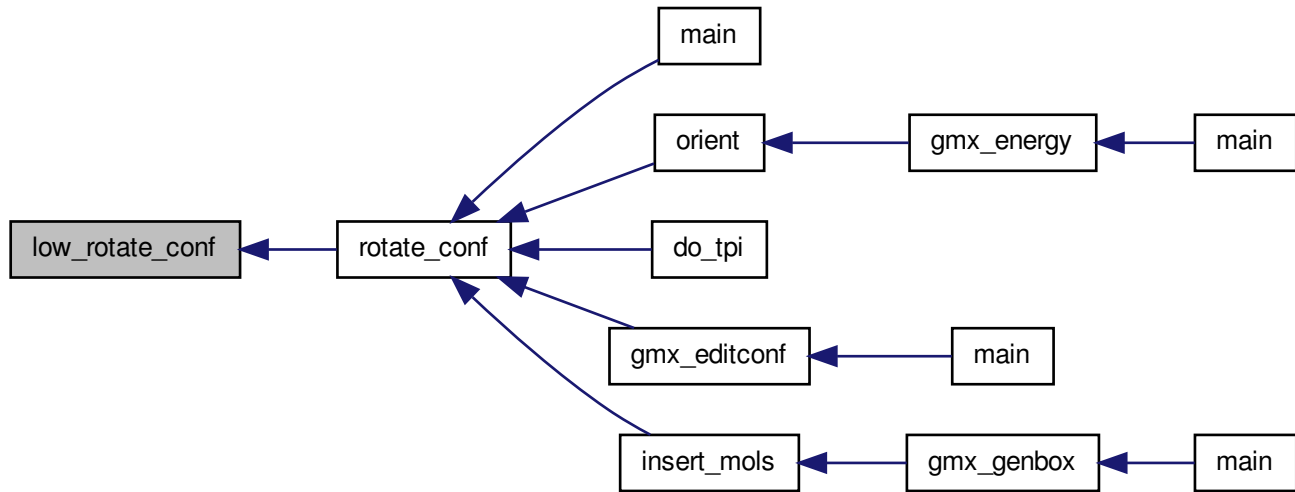 main
orient
gmx_energy
main
low_rotate_conf
rotate_conf
do_tpi
gmx_editconf
main
insert_mols
gmx_genbox
main